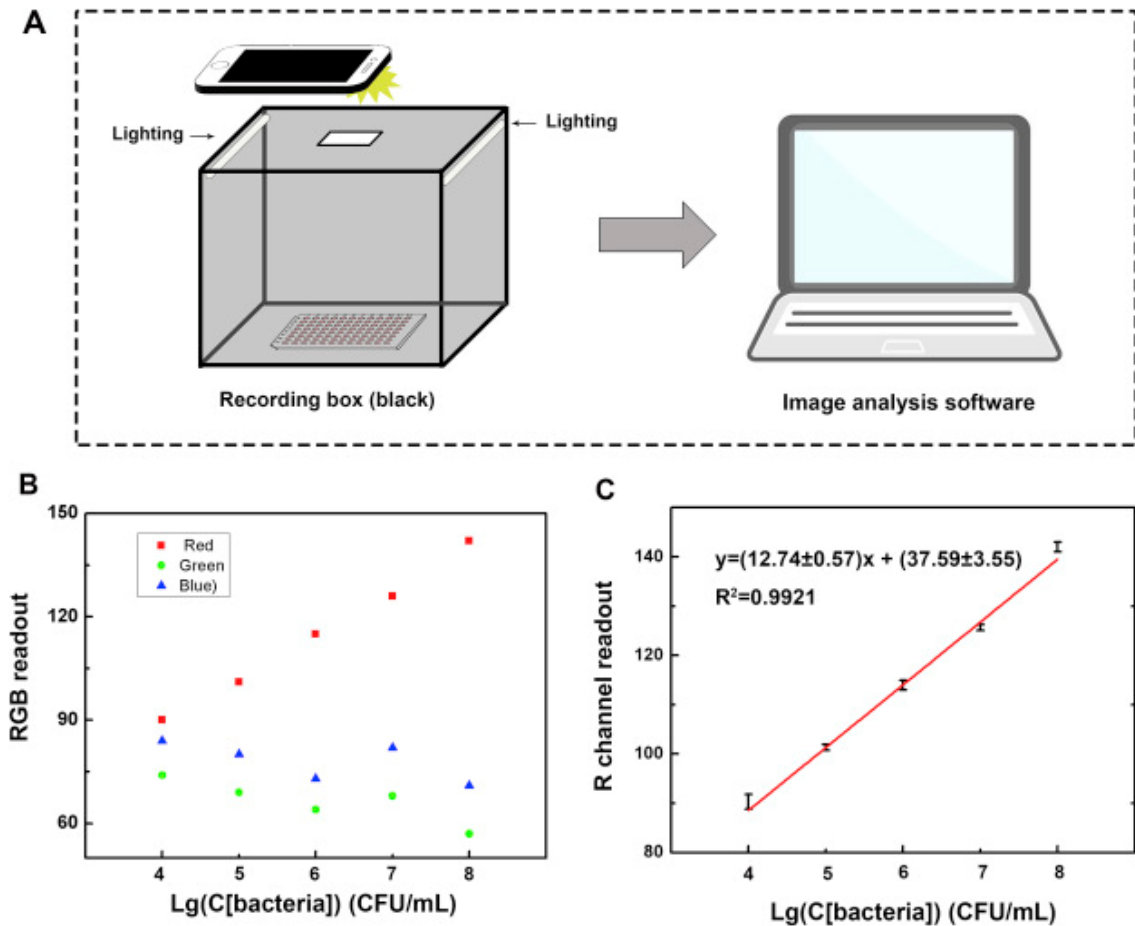 A
Lighting
Lighting
Recording box (black)
Image analysis software
B
150
120
90
60
4 5 6 7 8
RGB readout
Lg(C[bacteria]) (CFU/mL)
Red
Green
Blue)
C
y=(12.74±0.57)x + (37.59±3.55)
R²=0.9921
140
120
100
80
4 5 6 7 8
R channel readout
Lg(C[bacteria]) (CFU/mL)